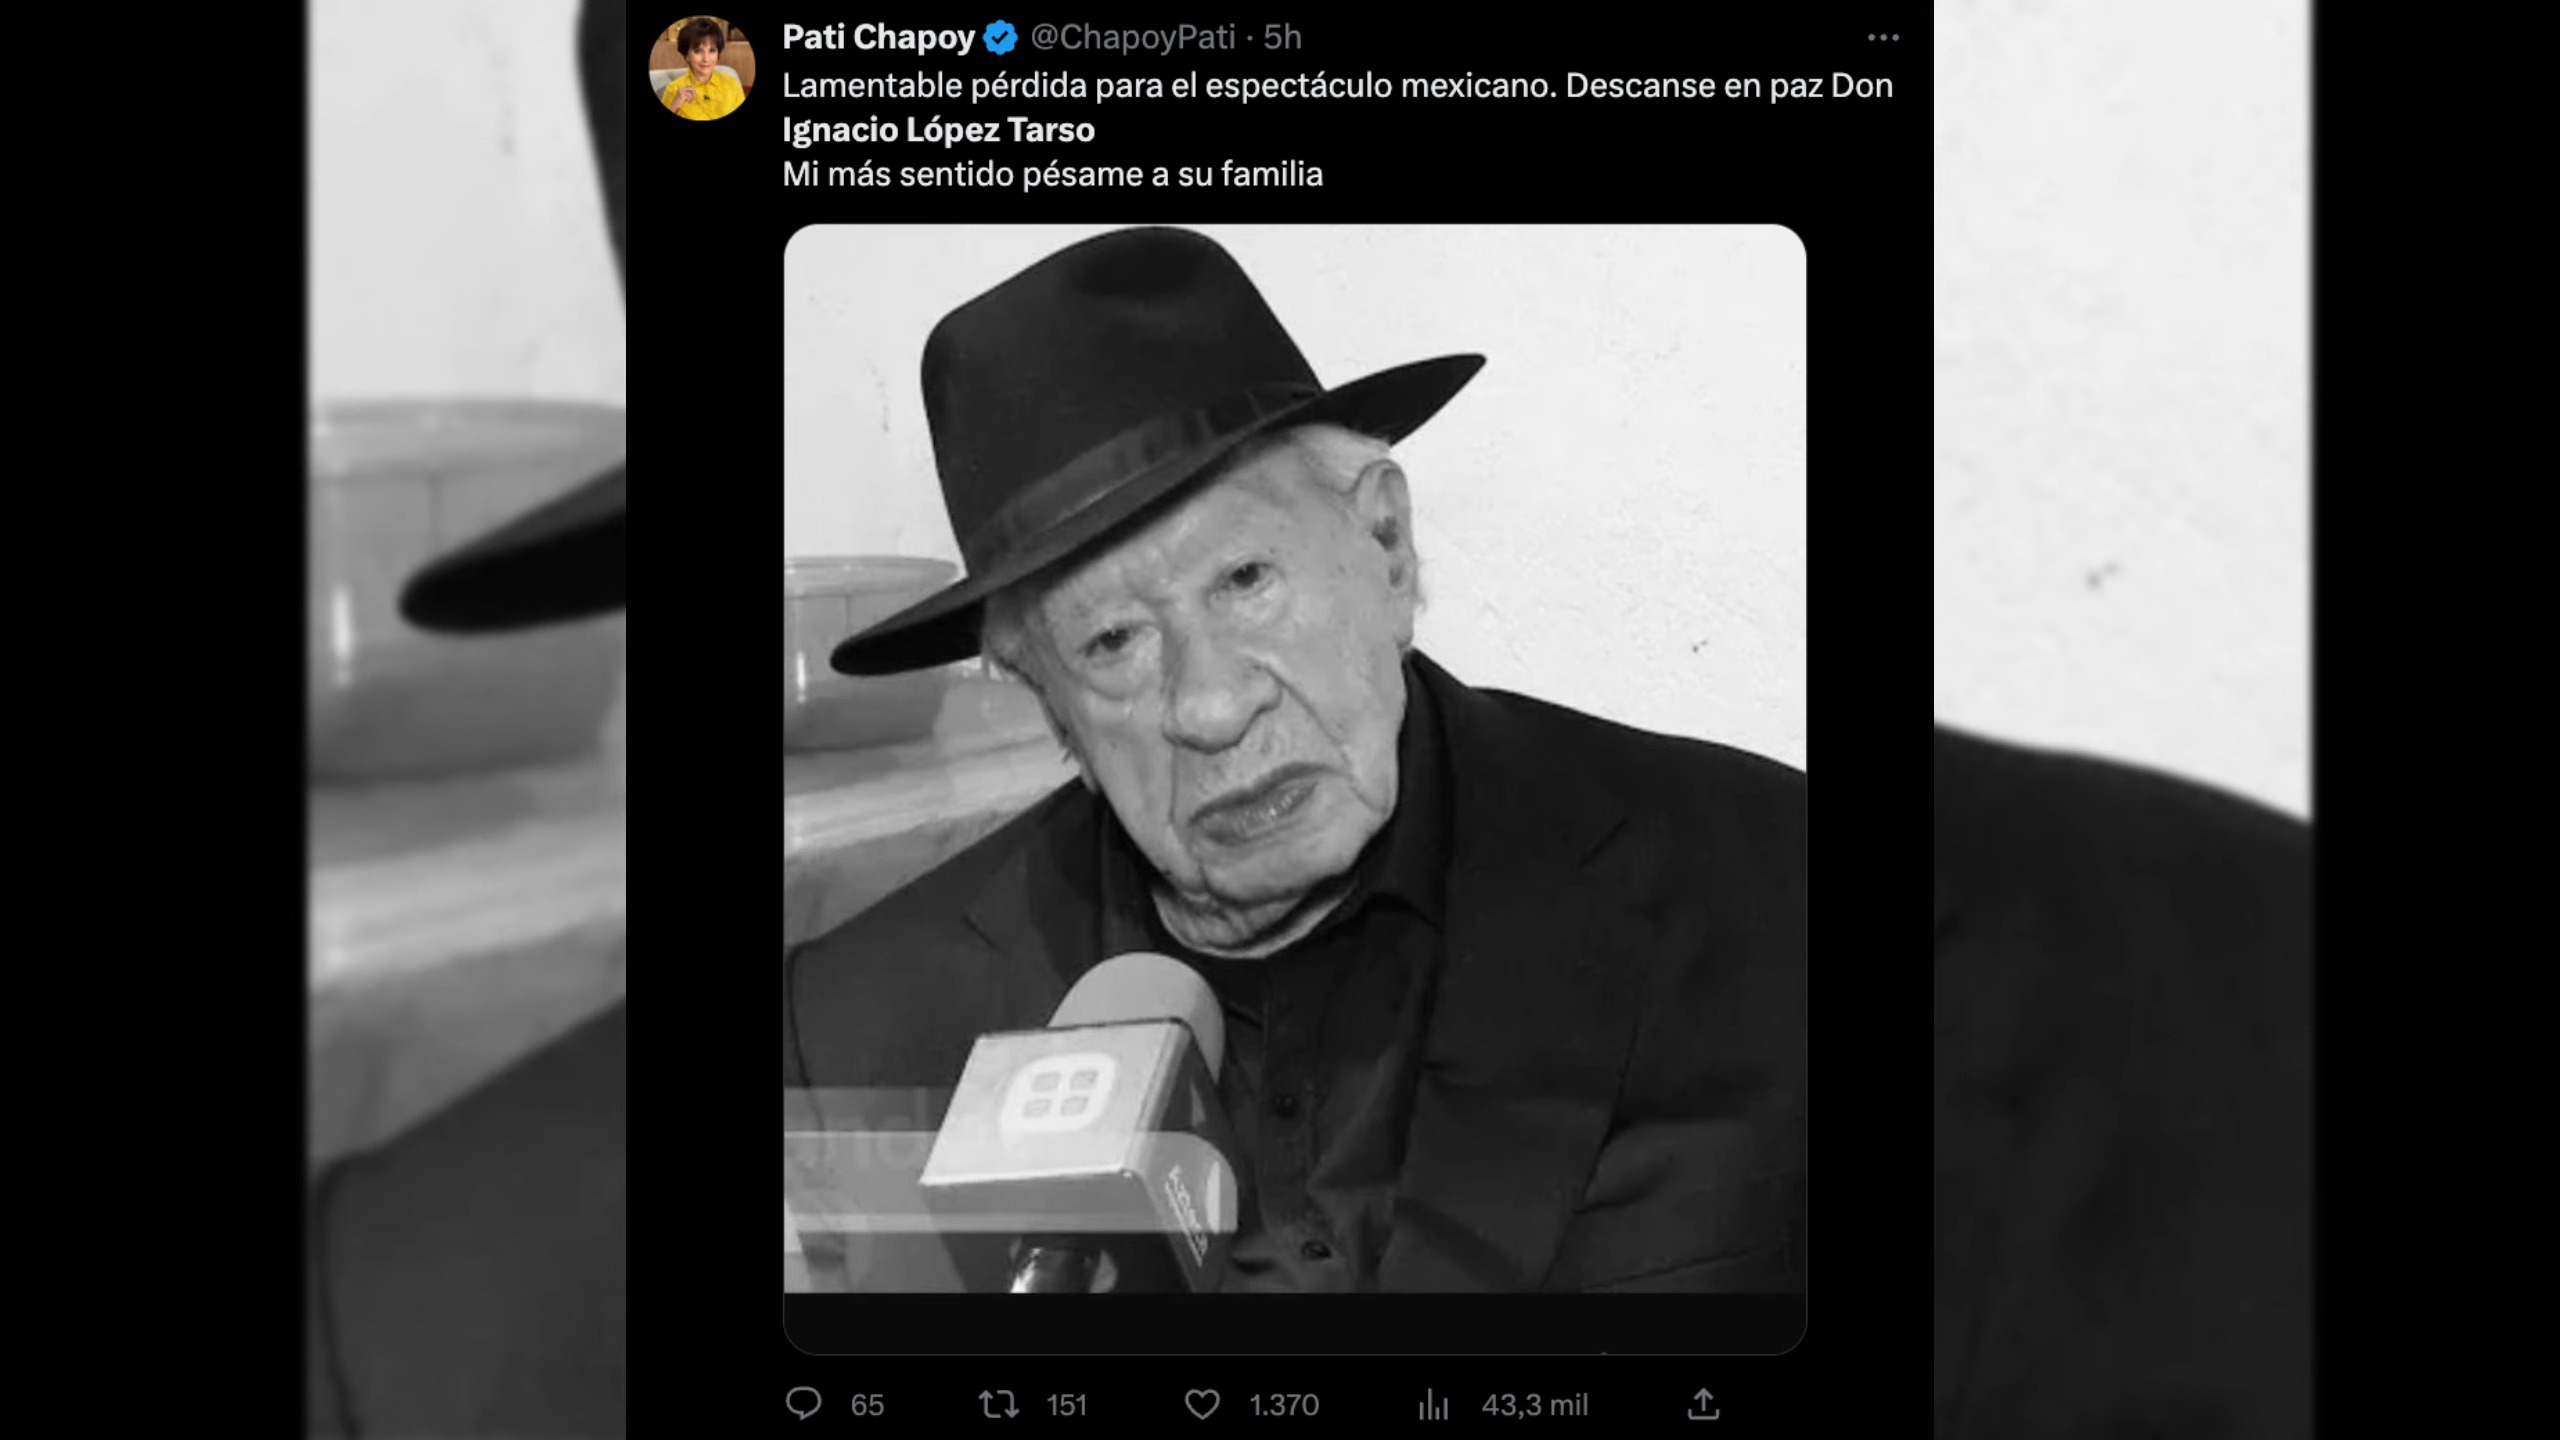 Pati Chapoy @ChapoyPati · 5h
Lamentable pérdida para el espectáculo mexicano. Descanse en paz Don
Ignacio López Tarso
Mi más sentido pésame a su familia
65 151 1.370 43,3 mil